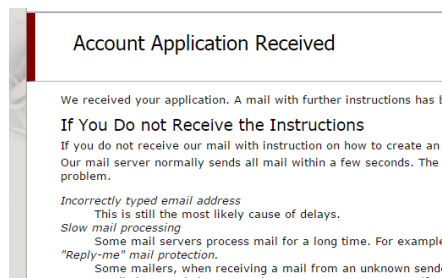 Account Application Received
We received your application. A mail with further instructions has
If You Do not Receive the Instructions
If you do not receive our mail with instruction on how to create an
Our mail server normally sends all mail within a few seconds. The
problem.
Incorrectly typed email address
This is still the most likely cause of delays.
Slow mail processing
Some mail servers process mail for a long time. For example
"Reply-me" mail protection.
Some mailers, when receiving a mail from an unknown send